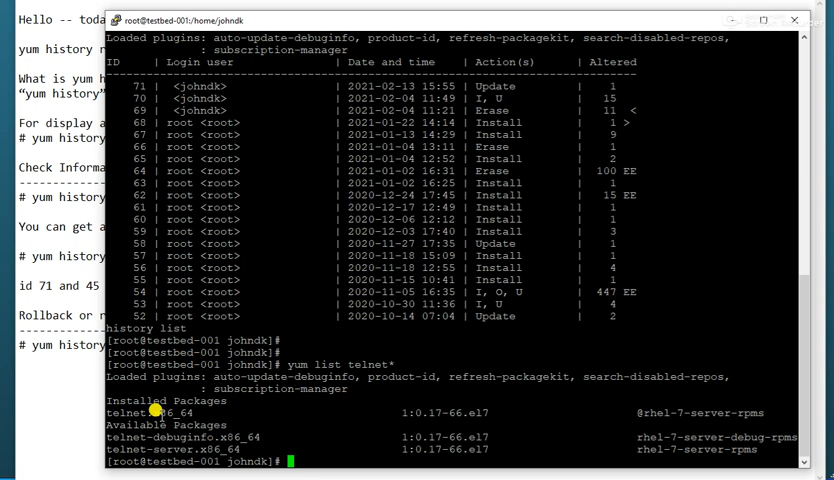 Hello -- toda
yum history r
What is yum h
“yum history”
For display a
# yum history
Check Informa
# yum history
You can get a
# yum history
id 71 and 45
Rollback or r
# yum history
root@testbed-001:/home/johndk
Loaded plugins: auto-update-debuginfo, product-id, refresh-packagekit, search-disabled-repos,
: subscription-manager
ID | Login user | Date and time | Action(s) | Altered
-------------------------------------------------------------------------------
71 | <johndk> | 2021-02-13 15:55 | Update | 1
70 | <johndk> | 2021-02-04 11:49 | I, U | 15
69 | <johndk> | 2021-02-04 11:21 | Erase | 11 <
68 | root <root> | 2021-01-22 14:14 | Install | 1 >
67 | root <root> | 2021-01-13 14:29 | Install | 9
66 | root <root> | 2021-01-04 13:11 | Erase | 1
65 | root <root> | 2021-01-04 12:52 | Install | 2
64 | root <root> | 2021-01-02 16:31 | Erase | 100 EE
63 | root <root> | 2021-01-02 16:25 | Install | 1
62 | root <root> | 2020-12-24 17:45 | Install | 15 EE
61 | root <root> | 2020-12-17 12:49 | Install | 1
60 | root <root> | 2020-12-06 12:12 | Install | 1
59 | root <root> | 2020-12-03 17:40 | Install | 3
58 | root <root> | 2020-11-27 17:35 | Update | 1
57 | root <root> | 2020-11-18 15:09 | Install | 1
56 | root <root> | 2020-11-18 12:55 | Install | 4
55 | root <root> | 2020-11-15 10:41 | Install | 1
54 | root <root> | 2020-11-05 16:35 | I, O, U | 447 EE
53 | root <root> | 2020-10-30 11:36 | I, U | 4
52 | root <root> | 2020-10-14 07:04 | Update | 2
history list
[root@testbed-001 johndk]#
[root@testbed-001 johndk]#
[root@testbed-001 johndk]# yum list telnet*
Loaded plugins: auto-update-debuginfo, product-id, refresh-packagekit, search-disabled-repos,
: subscription-manager
Installed Packages
telnet.x86_64 1:0.17-66.el7 @rhel-7-server-rpms
Available Packages
telnet-debuginfo.x86_64 1:0.17-66.el7 rhel-7-server-debug-rpms
telnet-server.x86_64 1:0.17-66.el7 rhel-7-server-rpms
[root@testbed-001 johndk]#